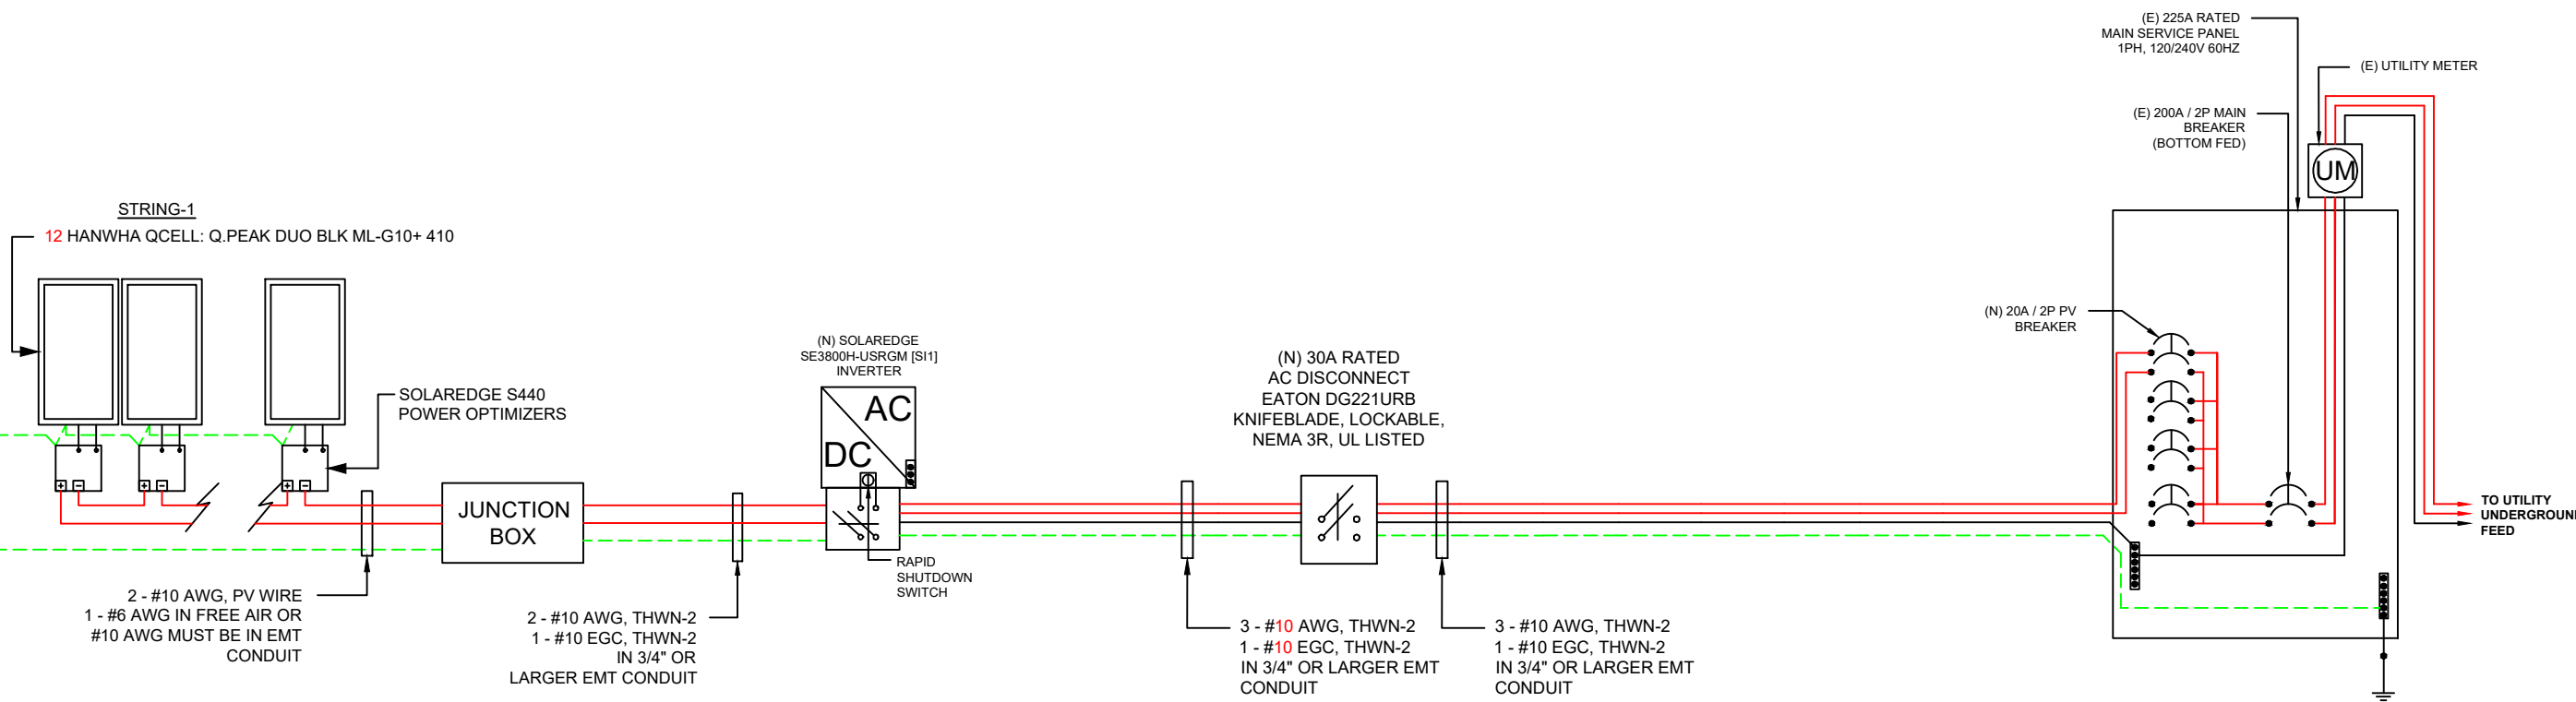 STRING-1
12 HANWHA QCELL: Q.PEAK DUO BLK ML-G10+ 410
SOLAREDGE S440
POWER OPTIMIZERS
+ - + - + -
2 - #10 AWG, PV WIRE
1 - #6 AWG IN FREE AIR OR
#10 AWG MUST BE IN EMT
CONDUIT
JUNCTION
BOX
2 - #10 AWG, THWN-2
1 - #10 EGC, THWN-2
IN 3/4" OR
LARGER EMT CONDUIT
(N) SOLAREDGE
SE3800H-USRGM [SI1]
INVERTER
AC
DC
RAPID
SHUTDOWN
SWITCH
(N) 30A RATED
AC DISCONNECT
EATON DG221URB
KNIFEBLADE, LOCKABLE,
NEMA 3R, UL LISTED
3 - #10 AWG, THWN-2
1 - #10 EGC, THWN-2
IN 3/4" OR LARGER EMT
CONDUIT
3 - #10 AWG, THWN-2
1 - #10 EGC, THWN-2
IN 3/4" OR LARGER EMT
CONDUIT
(E) 225A RATED
MAIN SERVICE PANEL
1PH, 120/240V 60HZ
(E) UTILITY METER
(E) 200A / 2P MAIN
BREAKER
(BOTTOM FED)
UM
(N) 20A / 2P PV
BREAKER
TO UTILITY
UNDERGROUND
FEED